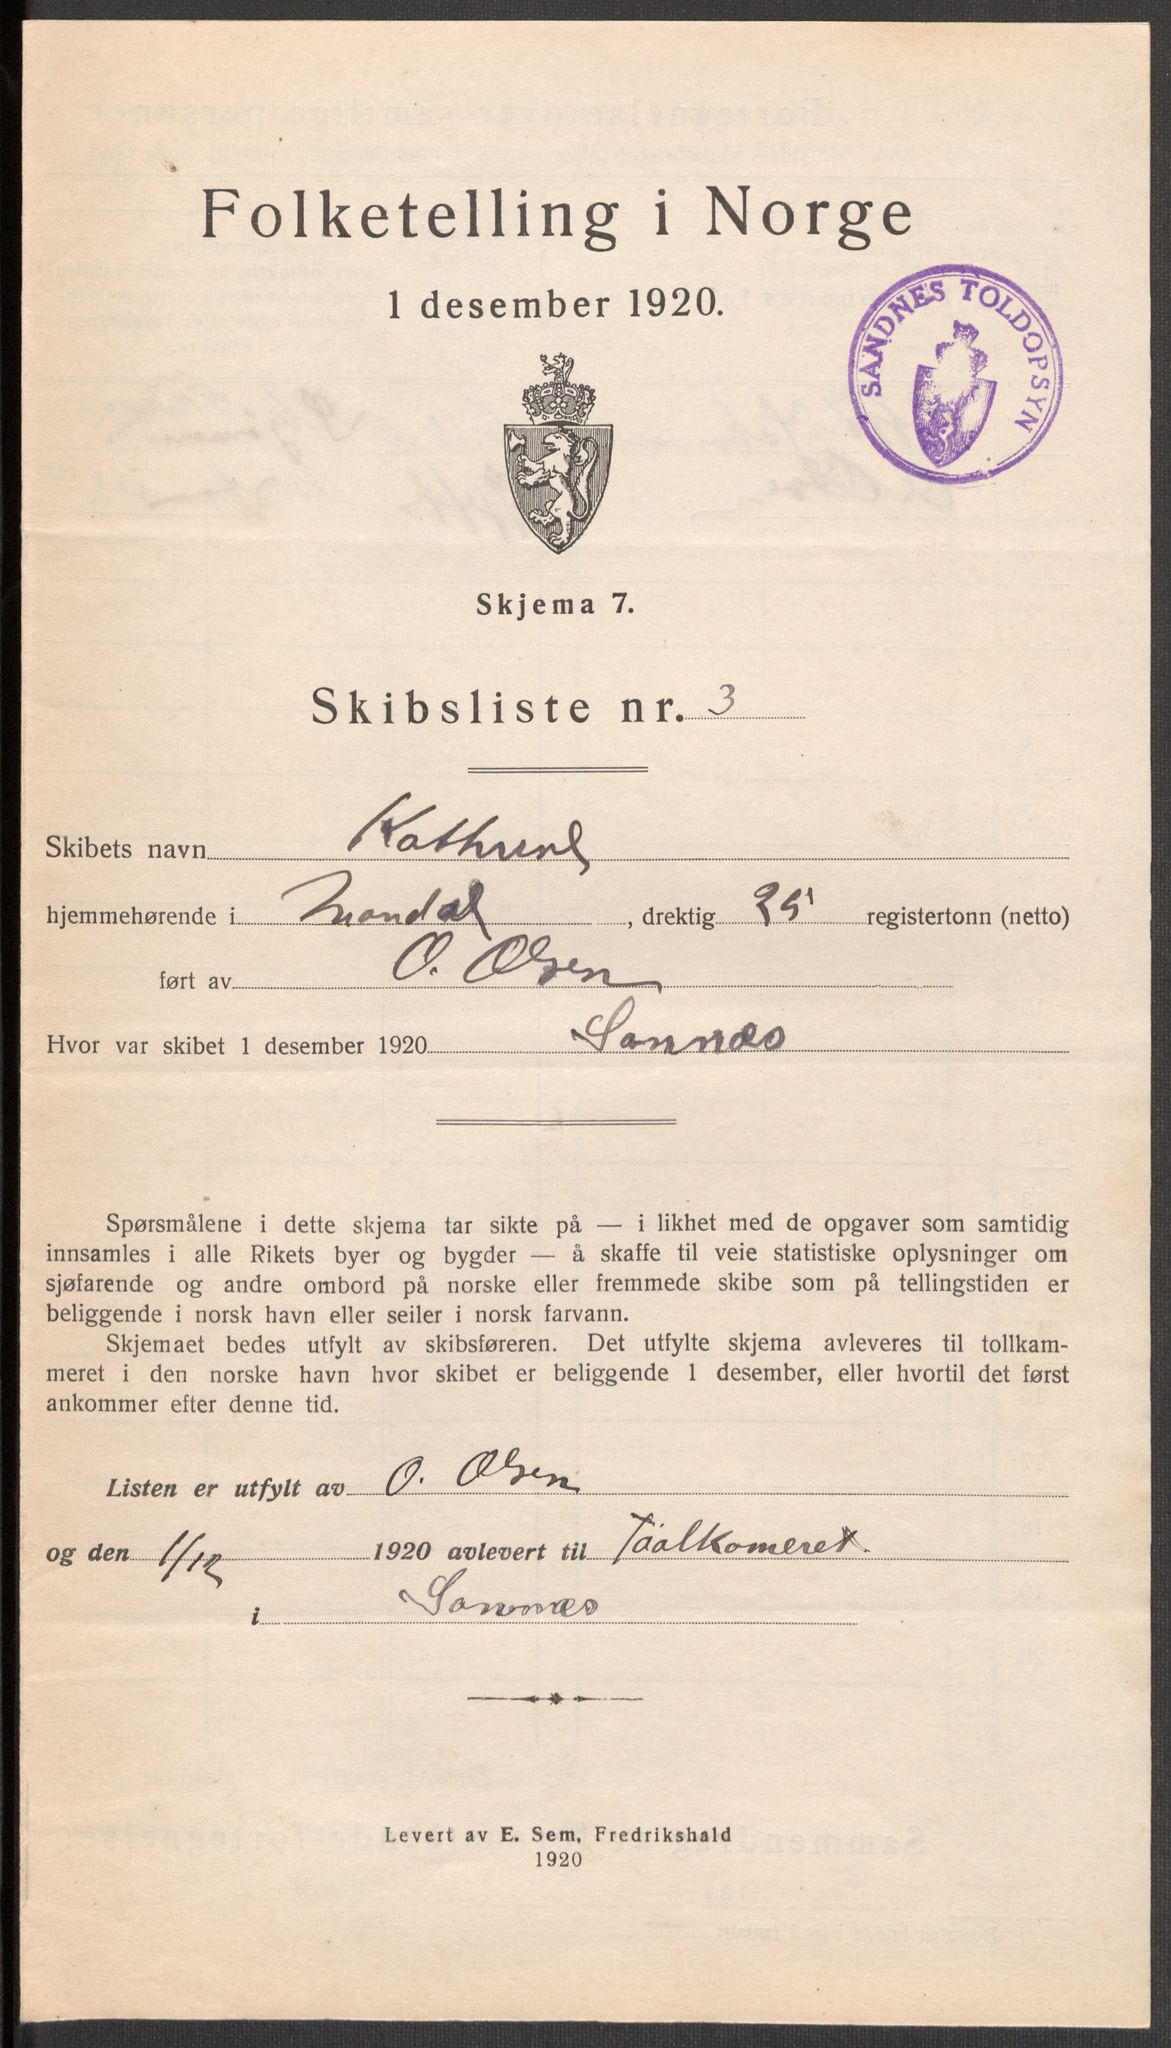 Folketelling i Norge
1 desember 1920.
SANDNES TOLDOPSYN
Skjema 7.
Skibsliste nr. 3
Skibets navn Kathrine
hjemmehørende i Mandal, drektig 25 registertonn (netto)
ført av O. Olsen
Hvor var skibet 1 desember 1920 Sannæs
Spørsmålene i dette skjema tar sikte på — i likhet med de opgaver som samtidig
innsamles i alle Rikets byer og bygder — å skaffe til veie statistiske oplysninger om
sjøfarende og andre ombord på norske eller fremmede skibe som på tellingstiden er
beliggende i norsk havn eller seiler i norsk farvann.
Skjemaet bedes utfylt av skibsføreren. Det utfylte skjema avleveres til tollkam-
meret i den norske havn hvor skibet er beliggende 1 desember, eller hvortil det først
ankommer efter denne tid.
Listen er utfylt av O. Olsen
og den 1/12 1920 avlevert til Táalkomeret
i Sannæs
Levert av E. Sem, Fredrikshald
1920